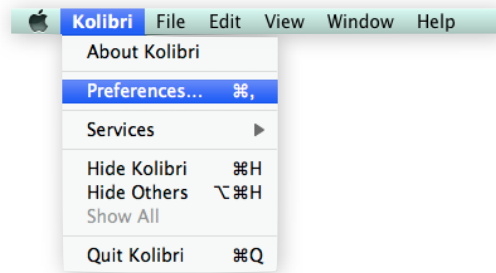 Kolibri File Edit View Window Help
About Kolibri
Preferences... ⌘,
Services ▶
Hide Kolibri ⌘H
Hide Others ⌥⌘H
Show All
Quit Kolibri ⌘Q